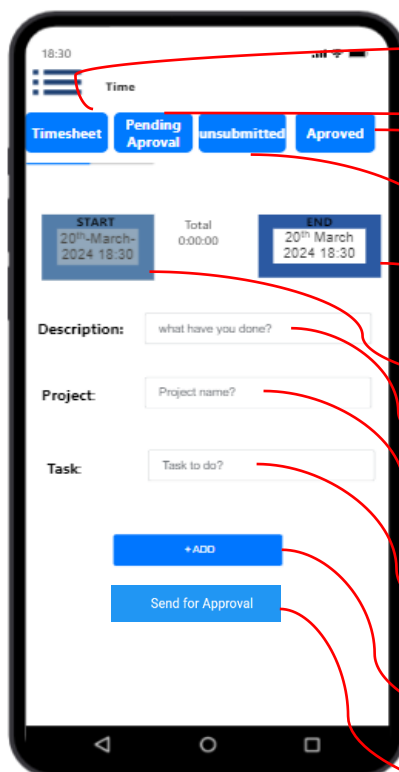 18:30
Time
Timesheet
Pending
Aproval
unsubmitted
Aproved
START
20th-March-
2024 18:30
Total
0:00:00
END
20th March
2024 18:30
Description:
what have you done?
Project:
Project name?
Task:
Task to do?
+ADD
Send for Approval